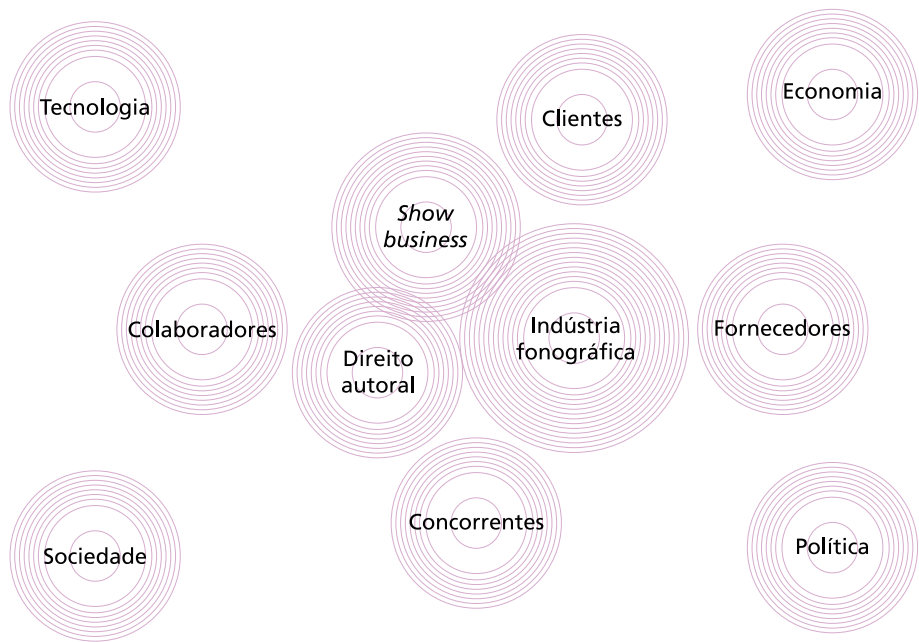 Tecnologia
Clientes
Economia
Show
business
Colaboradores
Direito
autoral
Indústria
fonográfica
Fornecedores
Concorrentes
Sociedade
Política